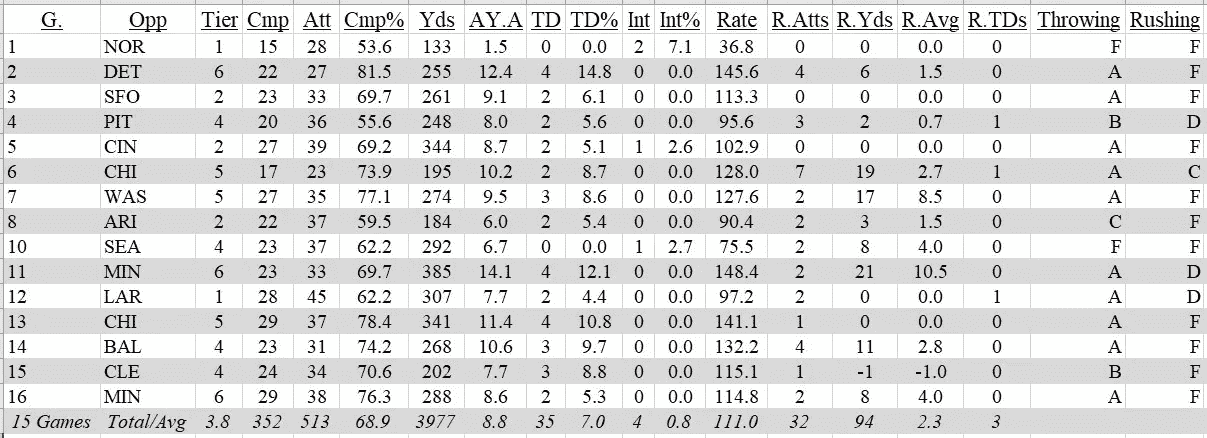 G. Opp Tier Cmp Att Cmp% Yds AY.A TD TD% Int Int% Rate R.Atts R.Yds R.Avg R.TDs Throwing Rushing
1 NOR 1 15 28 53.6 133 1.5 0 0.0 2 7.1 36.8 0 0 0.0 0 F F
2 DET 6 22 27 81.5 255 12.4 4 14.8 0 0.0 145.6 4 6 1.5 0 A F
3 SFO 2 23 33 69.7 261 9.1 2 6.1 0 0.0 113.3 0 0 0.0 0 A F
4 PIT 4 20 36 55.6 248 8.0 2 5.6 0 0.0 95.6 3 2 0.7 1 B D
5 CIN 2 27 39 69.2 344 8.7 2 5.1 1 2.6 102.9 0 0 0.0 0 A F
6 CHI 5 17 23 73.9 195 10.2 2 8.7 0 0.0 128.0 7 19 2.7 1 A C
7 WAS 5 27 35 77.1 274 9.5 3 8.6 0 0.0 127.6 2 17 8.5 0 A F
8 ARI 2 22 37 59.5 184 6.0 2 5.4 0 0.0 90.4 2 3 1.5 0 C F
10 SEA 4 23 37 62.2 292 6.7 0 0.0 1 2.7 75.5 2 8 4.0 0 F F
11 MIN 6 23 33 69.7 385 14.1 4 12.1 0 0.0 148.4 2 21 10.5 0 A D
12 LAR 1 28 45 62.2 307 7.7 2 4.4 0 0.0 97.2 2 0 0.0 1 A D
13 CHI 5 29 37 78.4 341 11.4 4 10.8 0 0.0 141.1 1 0 0.0 0 A F
14 BAL 4 23 31 74.2 268 10.6 3 9.7 0 0.0 132.2 4 11 2.8 0 A F
15 CLE 4 24 34 70.6 202 7.7 3 8.8 0 0.0 115.1 1 -1 -1.0 0 B F
16 MIN 6 29 38 76.3 288 8.6 2 5.3 0 0.0 114.8 2 8 4.0 0 A F
15 Games Total/Avg 3.8 352 513 68.9 3977 8.8 35 7.0 4 0.8 111.0 32 94 2.3 3